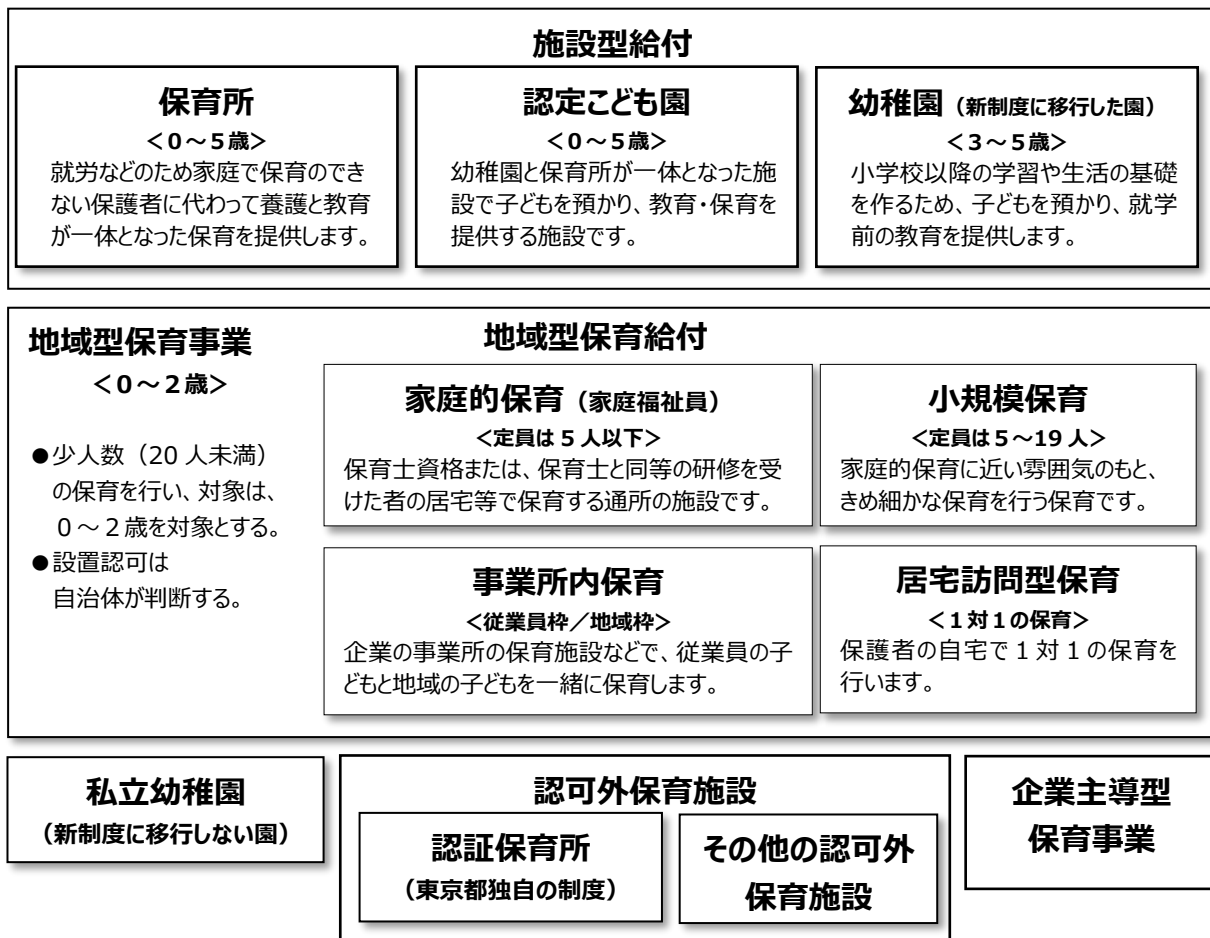 施設型給付
保育所
＜０～５歳＞
就労などのため家庭で保育のでき
ない保護者に代わって養護と教育
が一体となった保育を提供します。
認定こども園
＜０～５歳＞
幼稚園と保育所が一体となった施
設で子どもを預かり、教育・保育を
提供する施設です。
幼稚園（新制度に移行した園）
＜３～５歳＞
小学校以降の学習や生活の基礎
を作るため、子どもを預かり、就学
前の教育を提供します。
地域型保育事業
＜０～２歳＞
●少人数（20 人未満）
の保育を行い、対象は、
０～２歳を対象とする。
●設置認可は
自治体が判断する。
地域型保育給付
家庭的保育（家庭福祉員）
＜定員は 5 人以下＞
保育士資格または、保育士と同等の研修を受
けた者の居宅等で保育する通所の施設です。
小規模保育
＜定員は５～19 人＞
家庭的保育に近い雰囲気のもと、
きめ細かな保育を行う保育です。
事業所内保育
＜従業員枠／地域枠＞
企業の事業所の保育施設などで、従業員の子
どもと地域の子どもを一緒に保育します。
居宅訪問型保育
＜１対１の保育＞
保護者の自宅で１対１の保育を
行います。
私立幼稚園
（新制度に移行しない園）
認可外保育施設
認証保育所
（東京都独自の制度）
その他の認可外
保育施設
企業主導型
保育事業